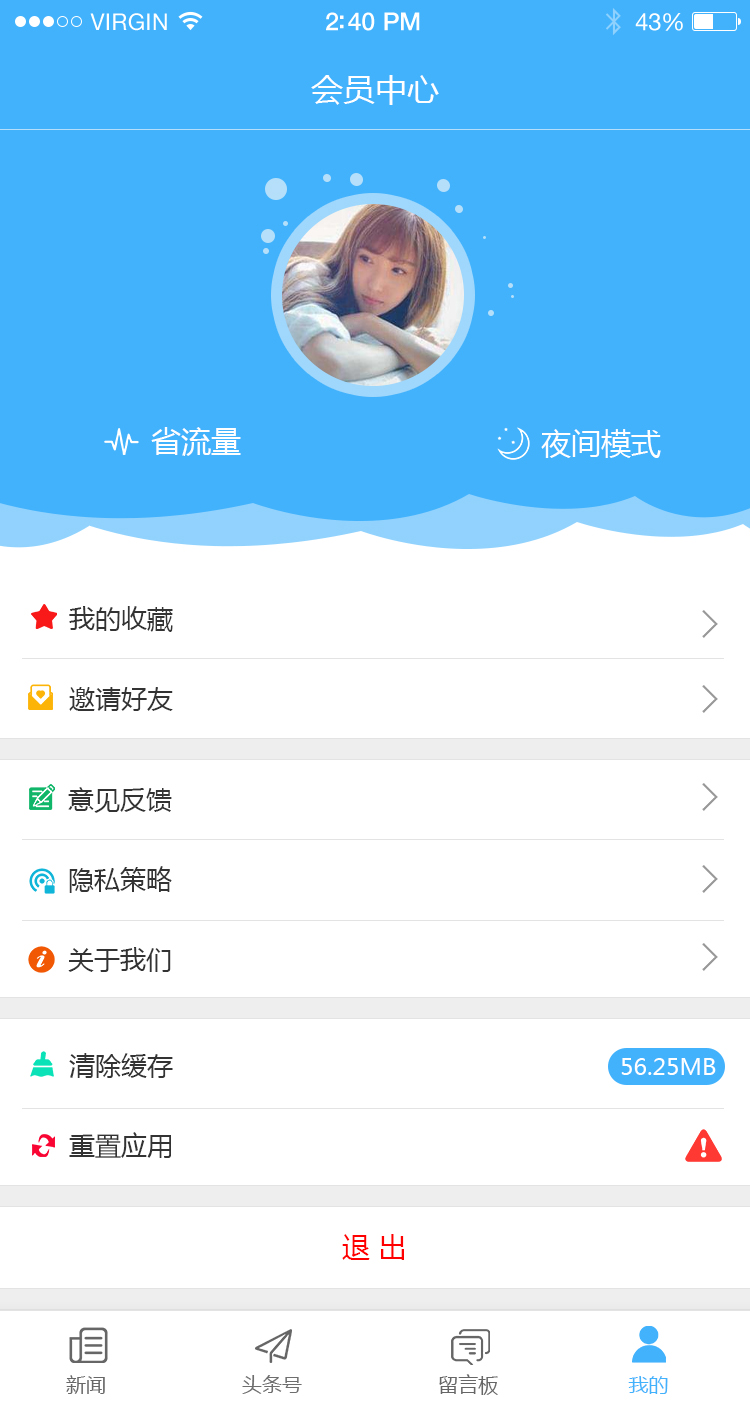 VIRGIN 2:40 PM 43%
会员中心
省流量 夜间模式
我的收藏
邀请好友
意见反馈
隐私策略
关于我们
清除缓存 56.25MB
重置应用
退 出
新闻 头条号 留言板 我的